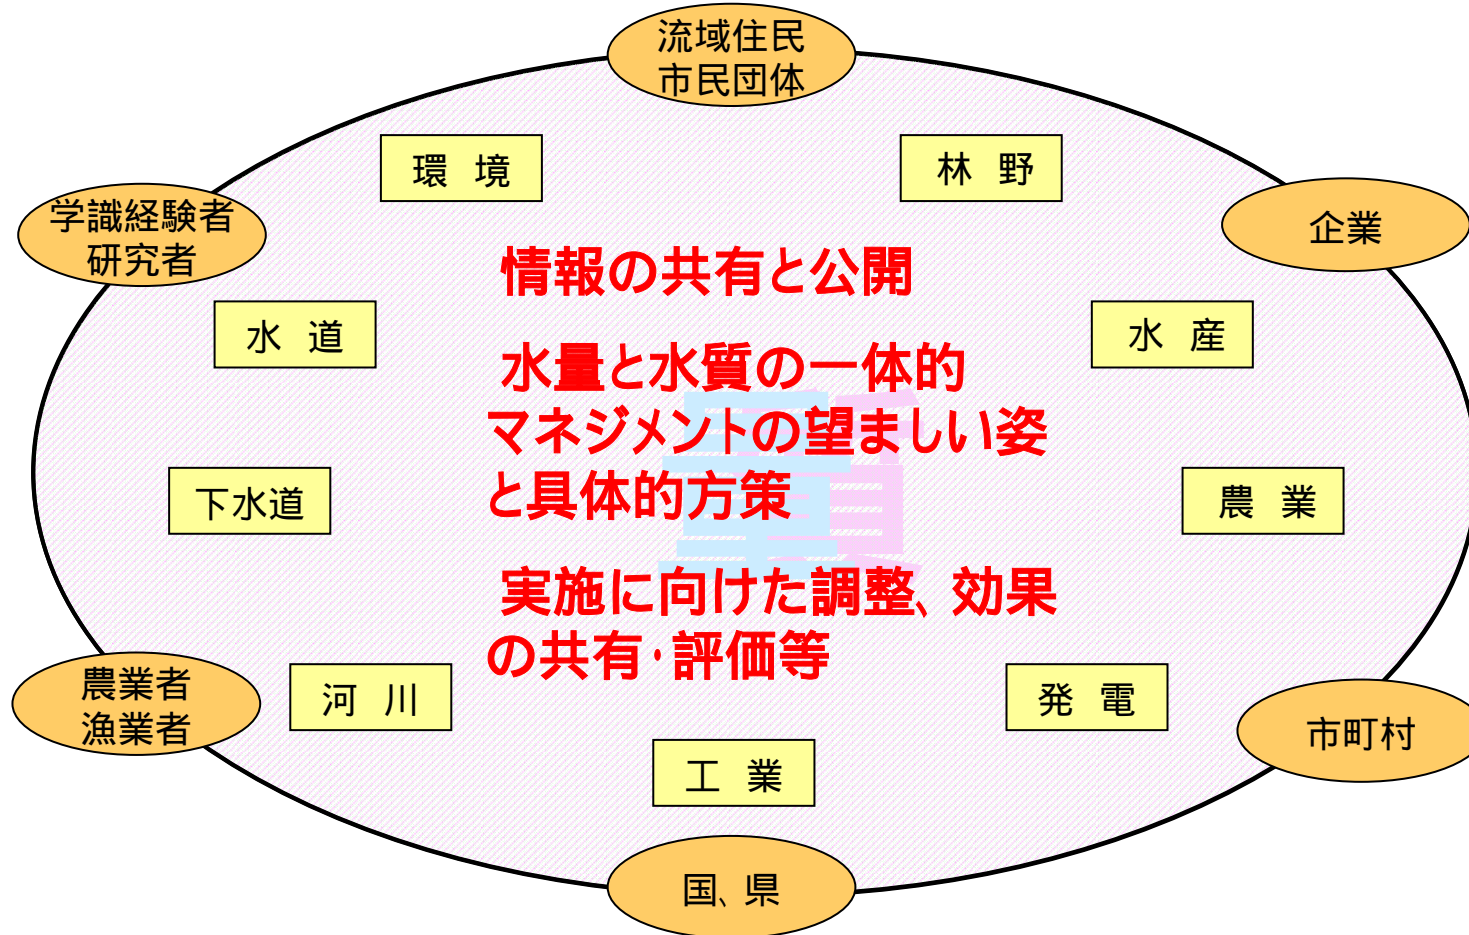 流域住民
市民団体
環 境
林 野
学識経験者
研究者
企業
情報の共有と公開
水道
水産
水量と水質の一体的
マネジメントの望ましい姿
と具体的方策
下水道
農業
実施に向けた調整、効果
の共有・評価等
農業者
漁業者
河川
発電
市町村
工業
国、県